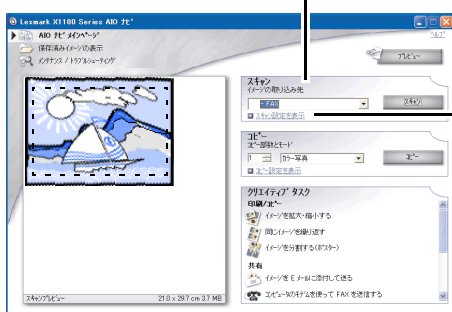 Lexmark X1100 Series AIO ﾅﾋﾞ
AIO ﾅﾋﾞ ﾒｲﾝﾍﾟｰｼﾞ
ヘルプ
保存済みイメージの表示
ﾒﾝﾃﾅﾝｽ / ﾄﾗﾌﾞﾙｼｭｰﾃｨﾝｸﾞ
ﾌﾟﾚﾋﾞｭｰ
スキャン
イメージの取り込み先
- FAX
スキャン
スキャン設定を表示
コピー
コピー部数とモード
1
カラー写真
コピー
コピー設定を表示
クリエイティブ タスク
印刷/コピー
イメージを拡大・縮小する
同じイメージを繰り返す
イメージを分割する(ポスター)
共有
イメージを E メールに添付して送る
コンピュータのモデムを使って FAX を送信する
スキャンプレビュー
21.0 x 29.7 cm 3.7 MB